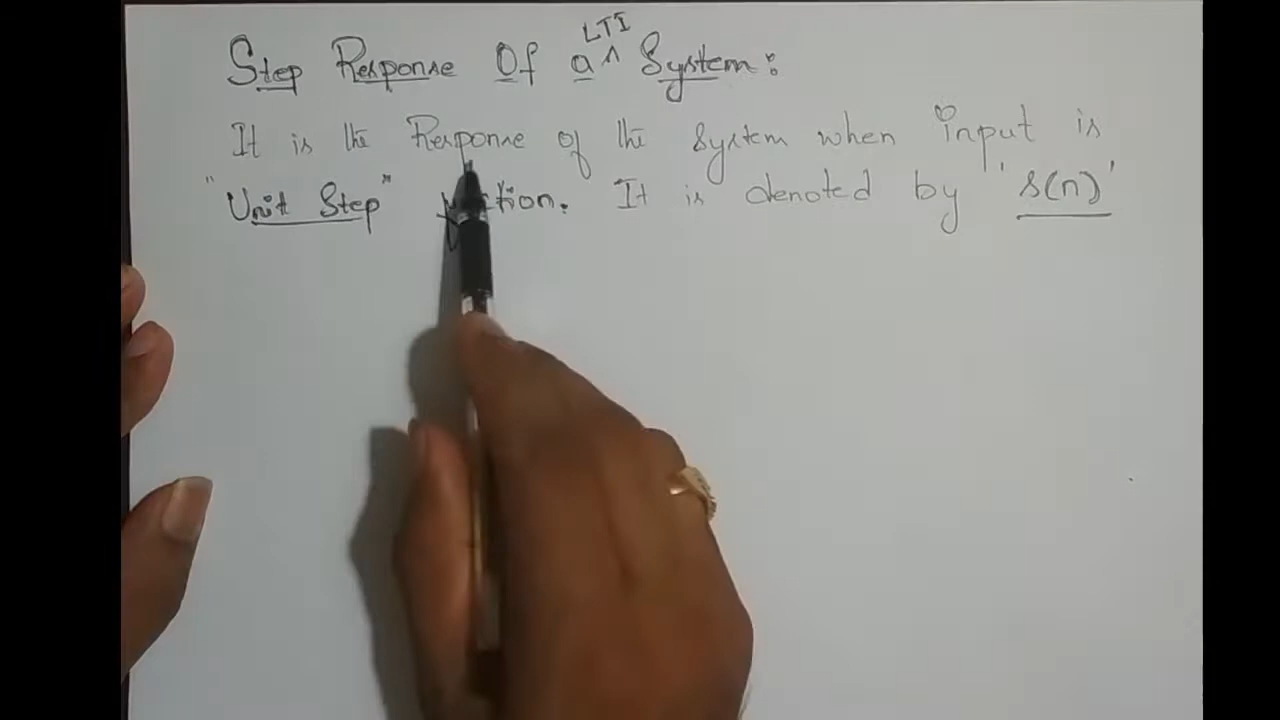 Step Response Of a ^ LTI System :
It is the Response of the system when input is
"Unit Step" function. It is denoted by 's(n)'